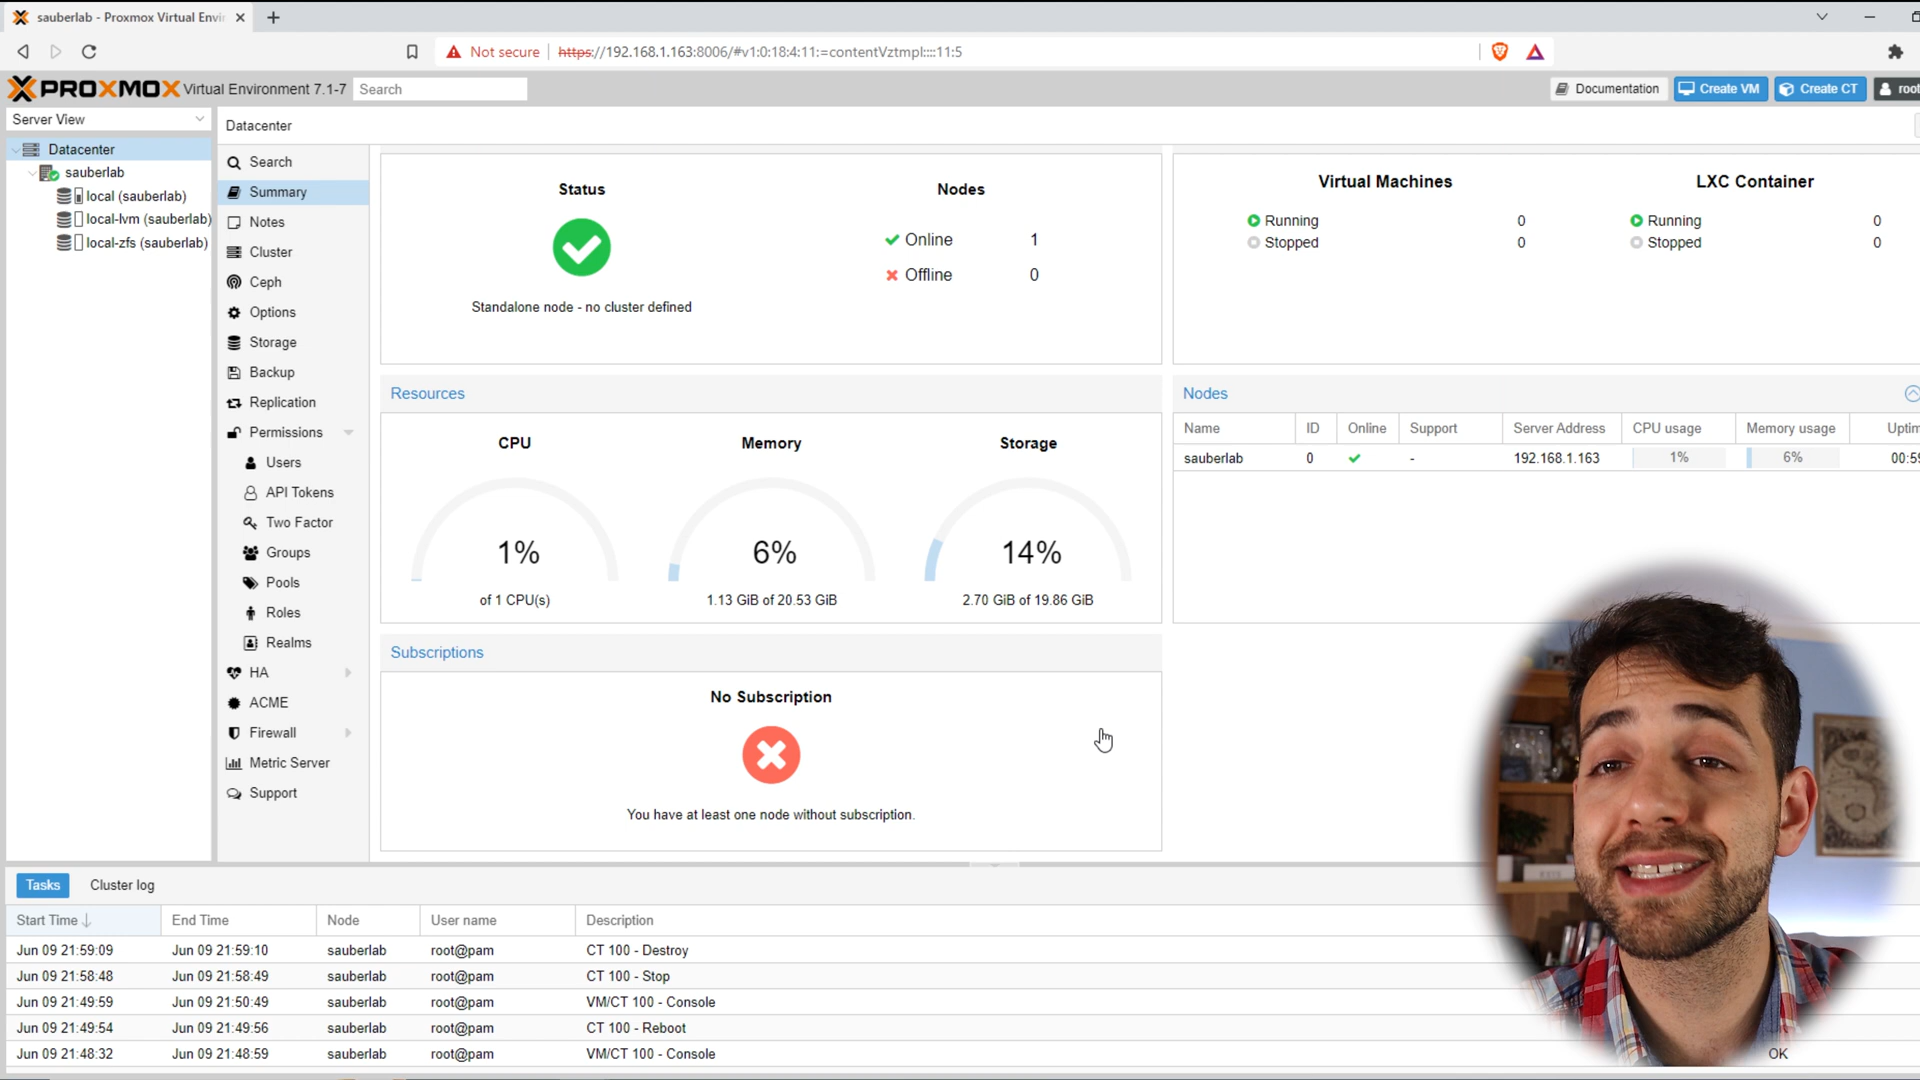 sauberlab - Proxmox Virtual Envir
Not secure
https://192.168.1.163:8006/#v1:0:18:4:11:=contentVztmpl::::11:5
PROXMOX Virtual Environment 7.1-7
Search
Documentation
Create VM
Create CT
root
Server View
Datacenter
sauberlab
local (sauberlab)
local-lvm (sauberlab)
local-zfs (sauberlab)
Datacenter
Search
Summary
Notes
Cluster
Ceph
Options
Storage
Backup
Replication
Permissions
Users
API Tokens
Two Factor
Groups
Pools
Roles
Realms
HA
ACME
Firewall
Metric Server
Support
Status
Standalone node - no cluster defined
Nodes
Online 1
Offline 0
Virtual Machines
Running 0
Stopped 0
LXC Container
Running 0
Stopped 0
Resources
CPU
1%
of 1 CPU(s)
Memory
6%
1.13 GiB of 20.53 GiB
Storage
14%
2.70 GiB of 19.86 GiB
Nodes
Name ID Online Support Server Address CPU usage Memory usage Uptim
sauberlab 0 - 192.168.1.163 1% 6% 00:59
Subscriptions
No Subscription
You have at least one node without subscription.
Tasks Cluster log
Start Time End Time Node User name Description
Jun 09 21:59:09 Jun 09 21:59:10 sauberlab root@pam CT 100 - Destroy
Jun 09 21:58:48 Jun 09 21:58:49 sauberlab root@pam CT 100 - Stop
Jun 09 21:49:59 Jun 09 21:50:49 sauberlab root@pam VM/CT 100 - Console
Jun 09 21:49:54 Jun 09 21:49:56 sauberlab root@pam CT 100 - Reboot
Jun 09 21:48:32 Jun 09 21:48:59 sauberlab root@pam VM/CT 100 - Console OK